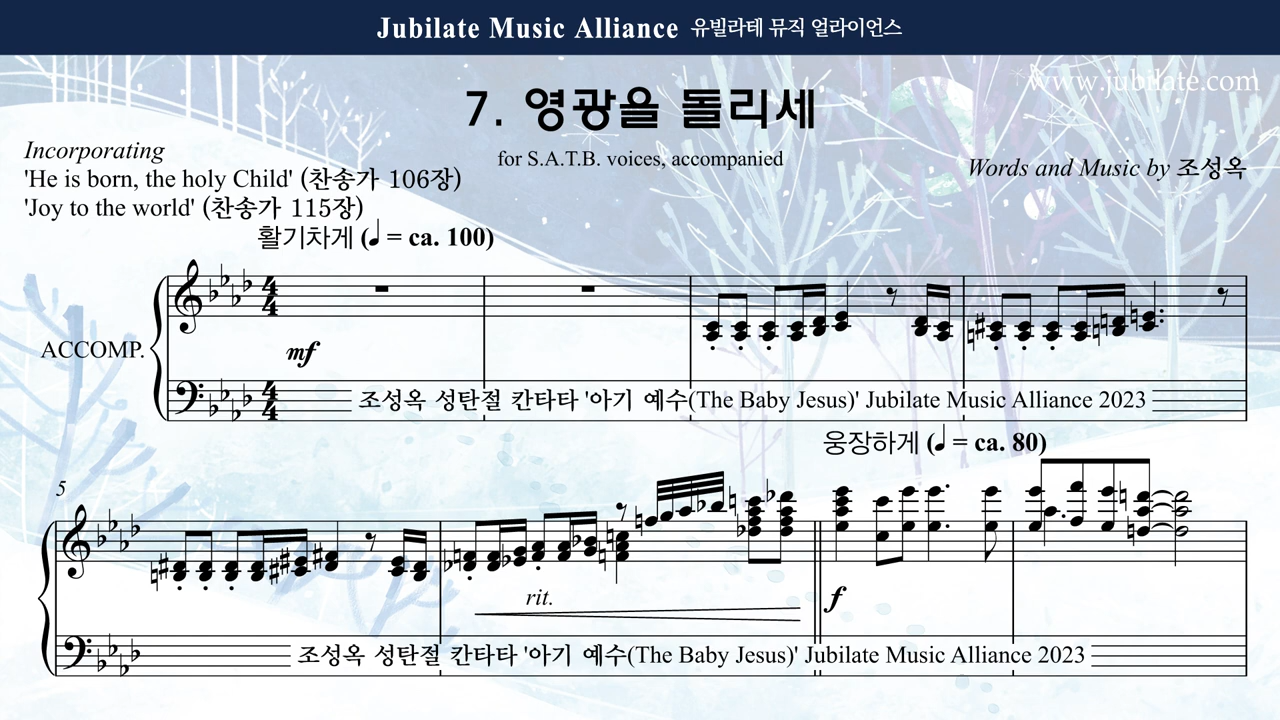 Jubilate Music Alliance 유빌라테 뮤직 얼라이언스
www.jubilate.com
7. 영광을 돌리세
for S.A.T.B. voices, accompanied
Incorporating
'He is born, the holy Child' (찬송가 106장)
'Joy to the world' (찬송가 115장)
Words and Music by 조성옥
활기차게 (♩ = ca. 100)
ACCOMP.
mf
조성옥 성탄절 칸타타 '아기 예수(The Baby Jesus)' Jubilate Music Alliance 2023
웅장하게 (♩ = ca. 80)
5
rit.
f
조성옥 성탄절 칸타타 '아기 예수(The Baby Jesus)' Jubilate Music Alliance 2023